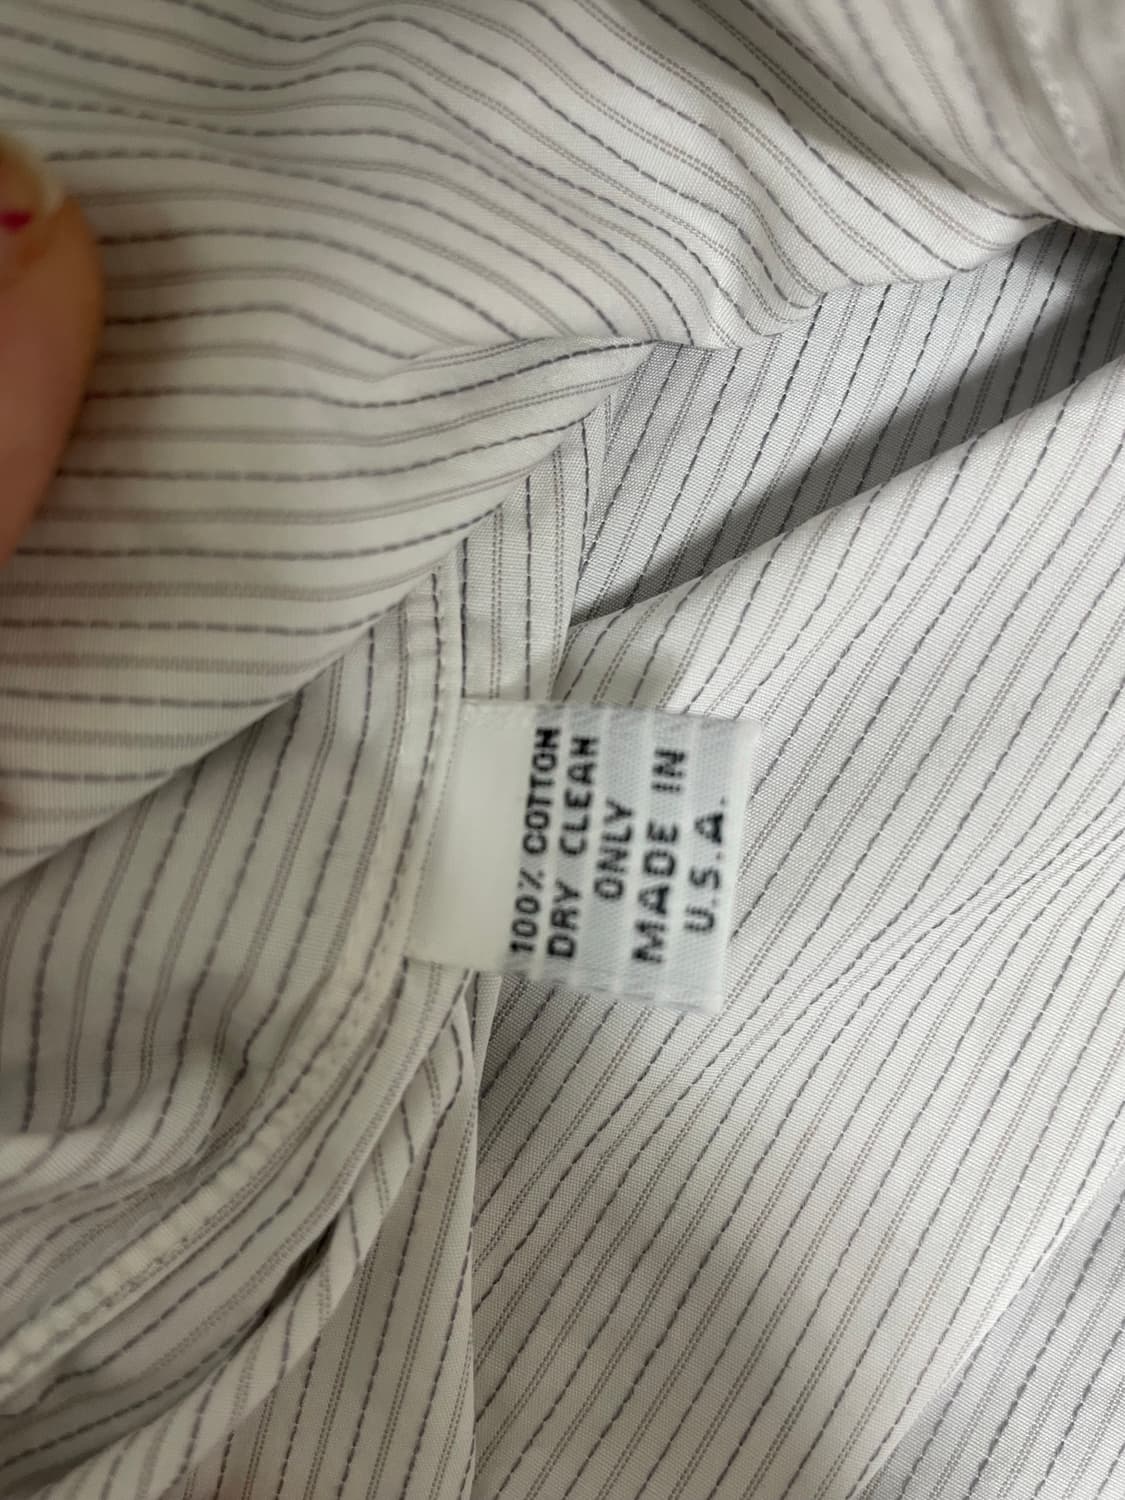 100% COTTON
DRY CLEAN
ONLY
MADE IN
U.S.A.